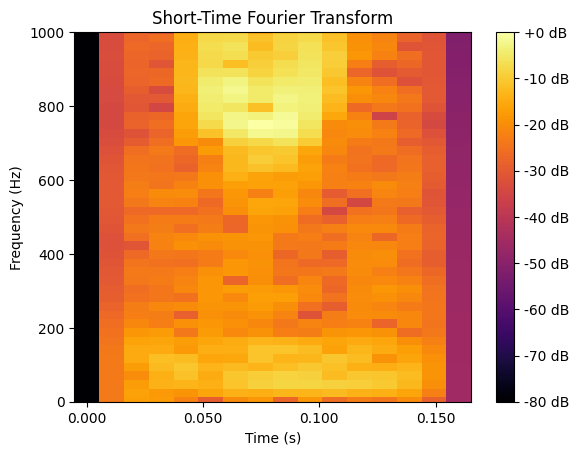 Short-Time Fourier Transform
1000
800
600
400
200
0
Frequency (Hz)
0.000
0.050
0.100
0.150
Time (s)
+0 dB
-10 dB
-20 dB
-30 dB
-40 dB
-50 dB
-60 dB
-70 dB
-80 dB